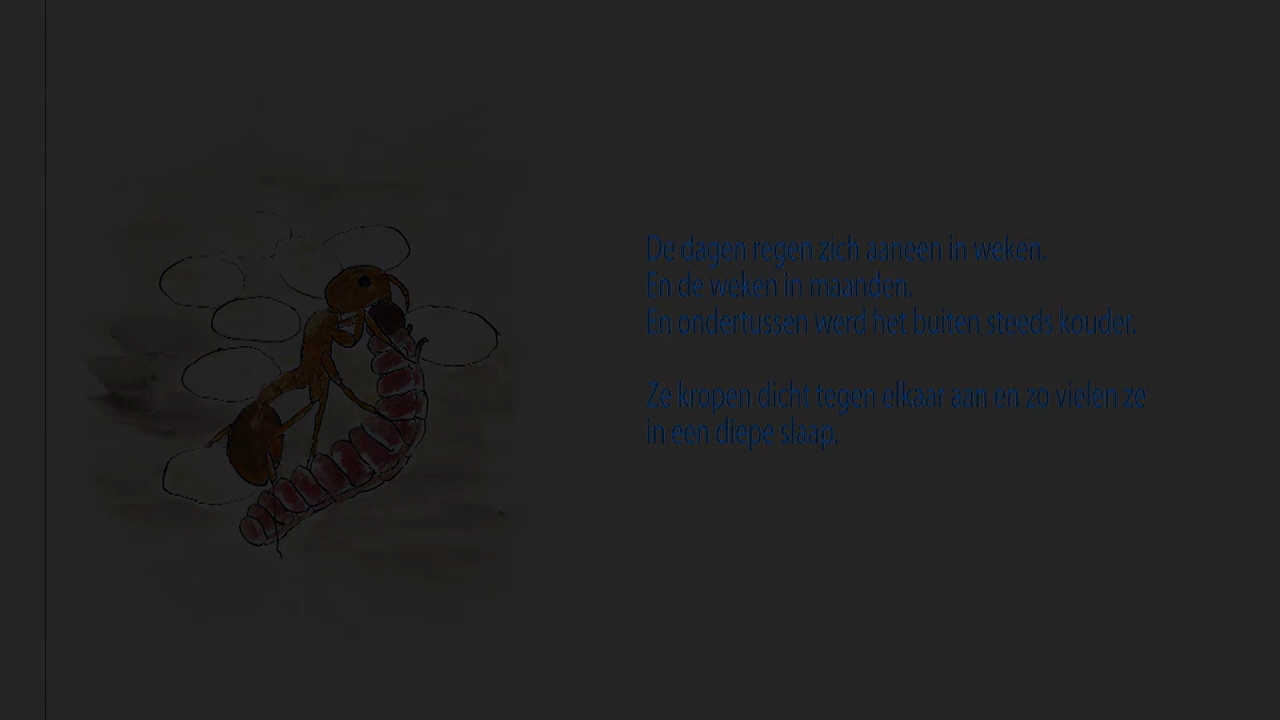 De dagen regen zich aaneen in weken.
En de weken in maanden.
En ondertussen werd het buiten steeds kouder.
Ze kropen dicht tegen elkaar aan en zo vielen ze
in een diepe slaap.